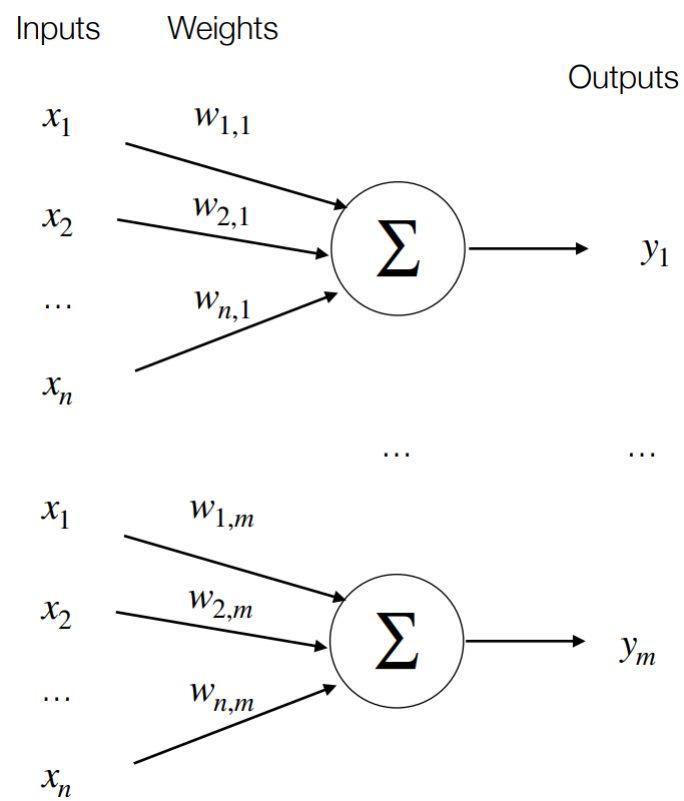 Inputs Weights
Outputs
x₁ w₁,₁
x₂ w₂,₁
Σ y₁
… wₙ,₁
xₙ
… …
x₁ w₁,ₘ
x₂ w₂,ₘ
Σ yₘ
… wₙ,ₘ
xₙ